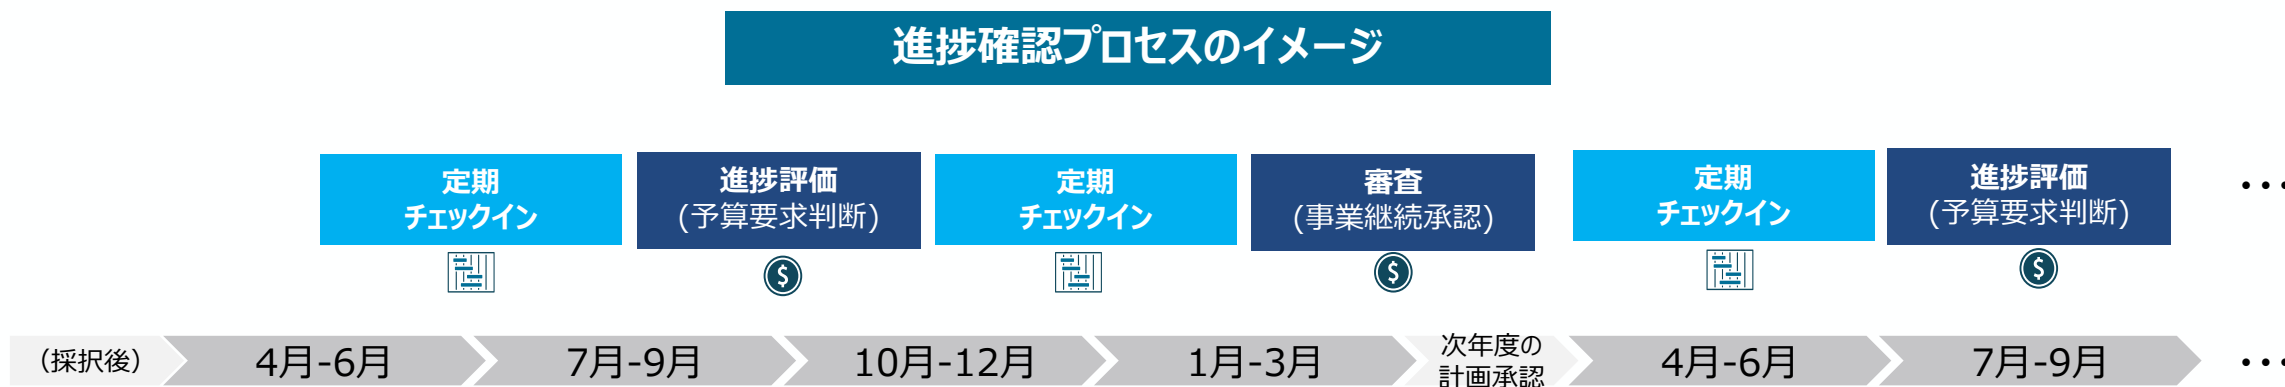 進捗確認プロセスのイメージ
定期
チェックイン
進捗評価
(予算要求判断)
定期
チェックイン
審査
(事業継続承認)
定期
チェックイン
進捗評価
(予算要求判断)
・・・
$
$
$
(採択後)
4月-6月
7月-9月
10月-12月
1月-3月
次年度の
計画承認
4月-6月
7月-9月
・・・